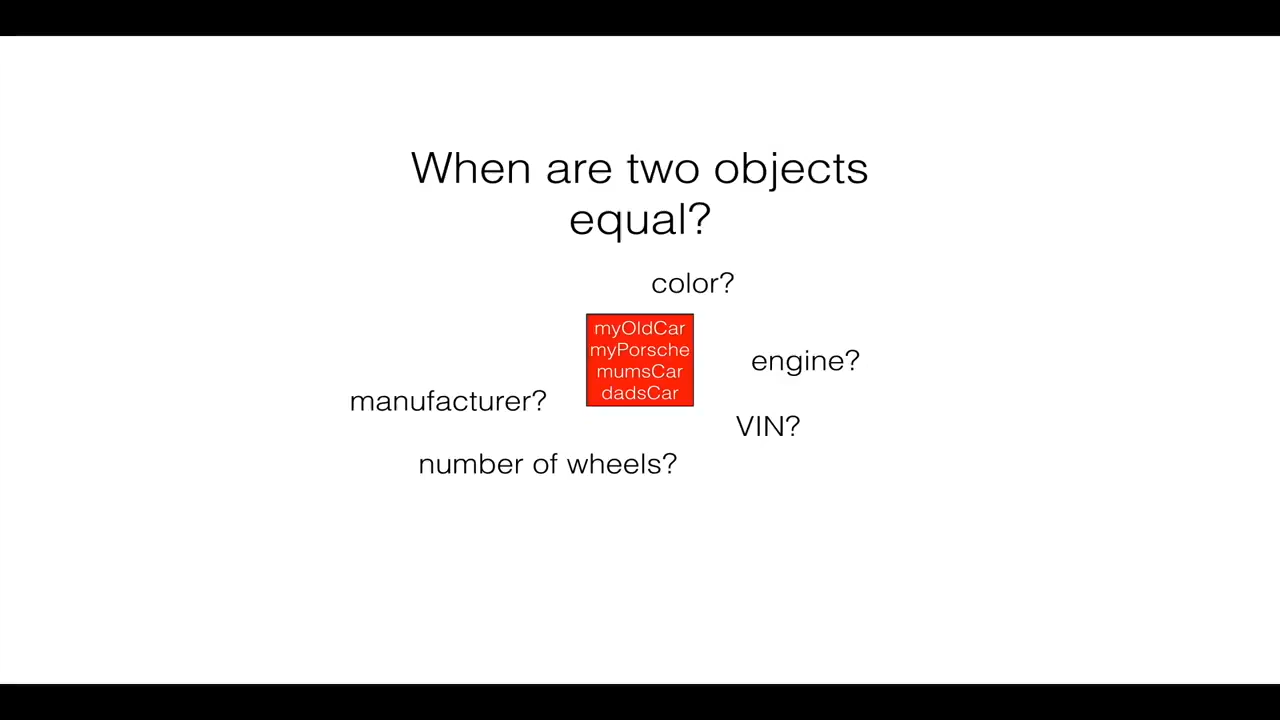 When are two objects
equal?
color?
myOldCar
myPorsche
mumsCar
dadsCar
engine?
manufacturer?
VIN?
number of wheels?